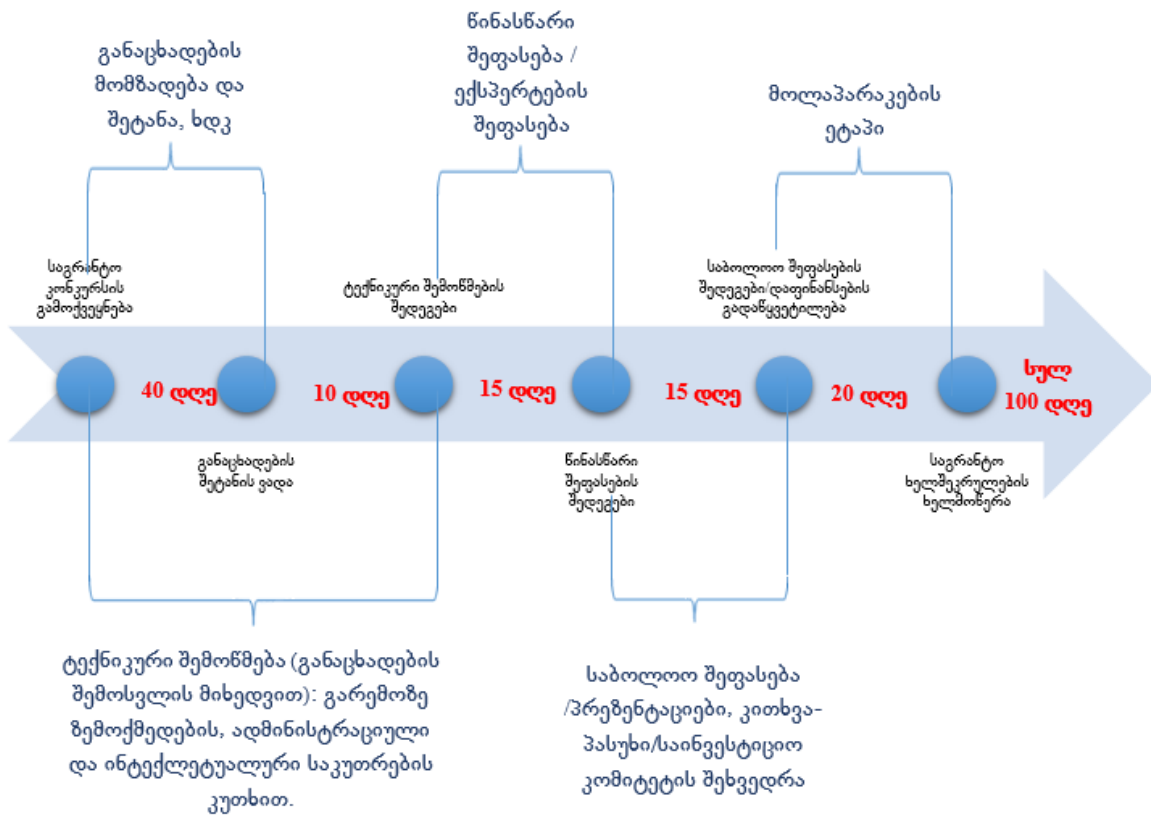 განაცხადების
მომზადება და
შეტანა, ხდკ
წინასწარი
შეფასება /
ექსპერტების
შეფასება
მოლაპარაკების
ეტაპი
საგრანტო
კონკურსის
გამოქვეყნება
ტექნიკური შემოწმების
შედეგები
საბოლოო შეფასების
შედეგები/დაფინანსების
გადაწყვეტილება
40 დღე
10 დღე
15 დღე
15 დღე
20 დღე
სულ
100 დღე
განაცხადების
შეტანის ვადა
წინასწარი
შეფასების
შედეგები
საგრანტო
ხელშეკრულების
ხელმოწერა
ტექნიკური შემოწმება (განაცხადების
შემოსვლის მიხედვით): გარემოზე
ზემოქმედების, ადმინისტრაციული
და ინტექლეტუალური საკუთრების
კუთხით.
საბოლოო შეფასება
/პრეზენტაციები, კითხვა-
პასუხი/საინვესტიციო
კომიტეტის შეხვედრა